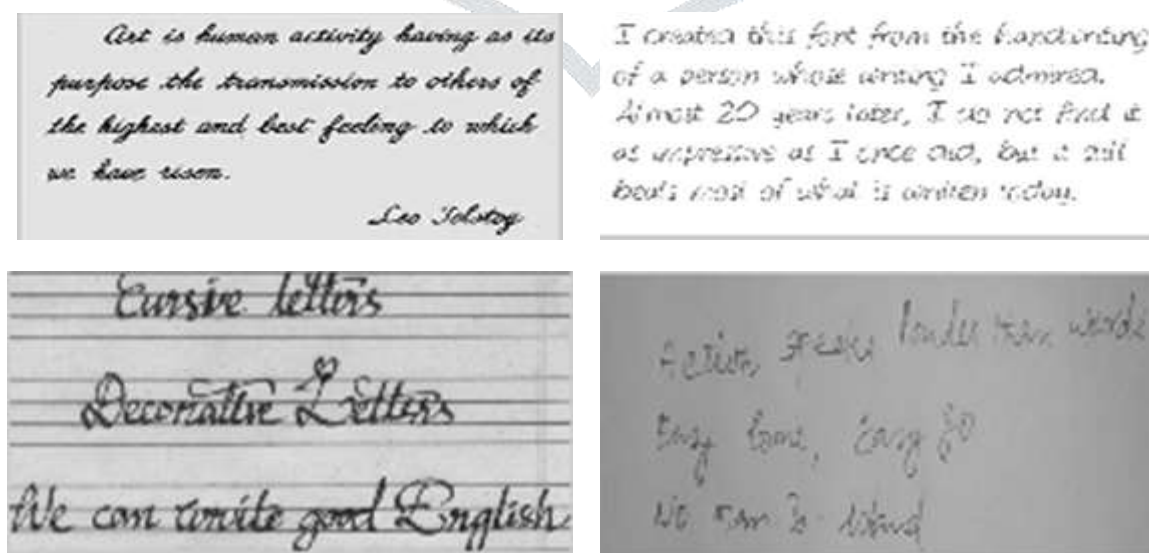 Art is human activity having as its
purpose the transmission to others of
the highest and best feeling to which
we have risen.
Leo Tolstoy
I created this font from the handwriting
of a person whose writing I admired.
Almost 20 years later, I do not find it
as impressive as I once did, but it still
beats most of what is written today.
Cursive letters
Decorative Letters
We can write good English
Action speaks louder than words
Easy come, easy go
No man is island